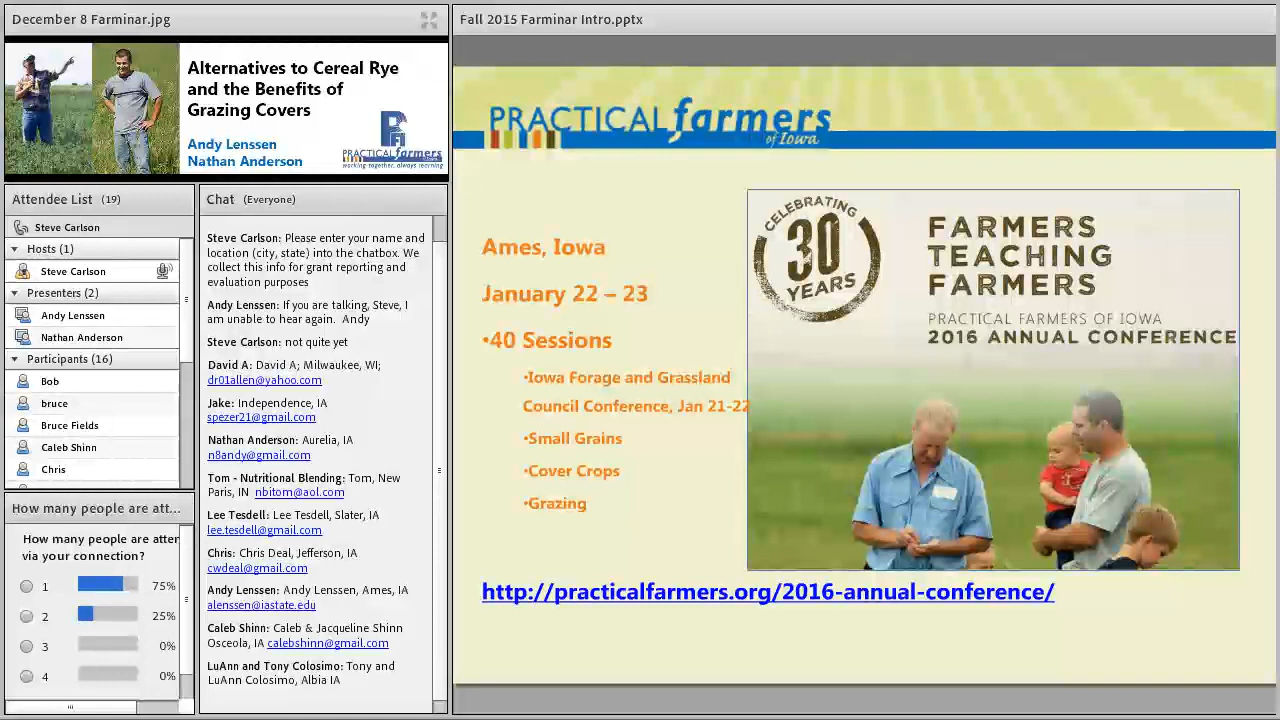 December 8 Farminar.jpg
Alternatives to Cereal Rye
and the Benefits of
Grazing Covers
Andy Lenssen
Nathan Anderson
PRACTICAL farmers
working together, always learning
Attendee List (19)
Steve Carlson
Hosts (1)
Steve Carlson
Presenters (2)
Andy Lenssen
Nathan Anderson
Participants (16)
Bob
bruce
Bruce Fields
Caleb Shinn
Chris
How many people are att...
How many people are atten
via your connection?
1 75%
2 25%
3 0%
4 0%
Chat (Everyone)
Steve Carlson: Please enter your name and
location (city, state) into the chatbox. We
collect this info for grant reporting and
evaluation purposes
Andy Lenssen: If you are talking, Steve, I
am unable to hear again. Andy
Steve Carlson: not quite yet
David A: David A; Milwaukee, WI;
dr01allen@yahoo.com
Jake: Independence, IA
spezer21@gmail.com
Nathan Anderson: Aurelia, IA
n8andy@gmail.com
Tom - Nutritional Blending: Tom, New
Paris, IN nbitom@aol.com
Lee Tesdell: Lee Tesdell, Slater, IA
lee.tesdell@gmail.com
Chris: Chris Deal, Jefferson, IA
cwdeal@gmail.com
Andy Lenssen: Andy Lenssen, Ames, IA
alenssen@iastate.edu
Caleb Shinn: Caleb & Jacqueline Shinn
Osceola, IA calebshinn@gmail.com
LuAnn and Tony Colosimo: Tony and
LuAnn Colosimo, Albia IA
Fall 2015 Farminar Intro.pptx
PRACTICAL farmers
of Iowa
Ames, Iowa
January 22 – 23
•40 Sessions
•Iowa Forage and Grassland
Council Conference, Jan 21-22
•Small Grains
•Cover Crops
•Grazing
CELEBRATING
30
YEARS
FARMERS
TEACHING
FARMERS
PRACTICAL FARMERS OF IOWA
2016 ANNUAL CONFERENCE
http://practicalfarmers.org/2016-annual-conference/